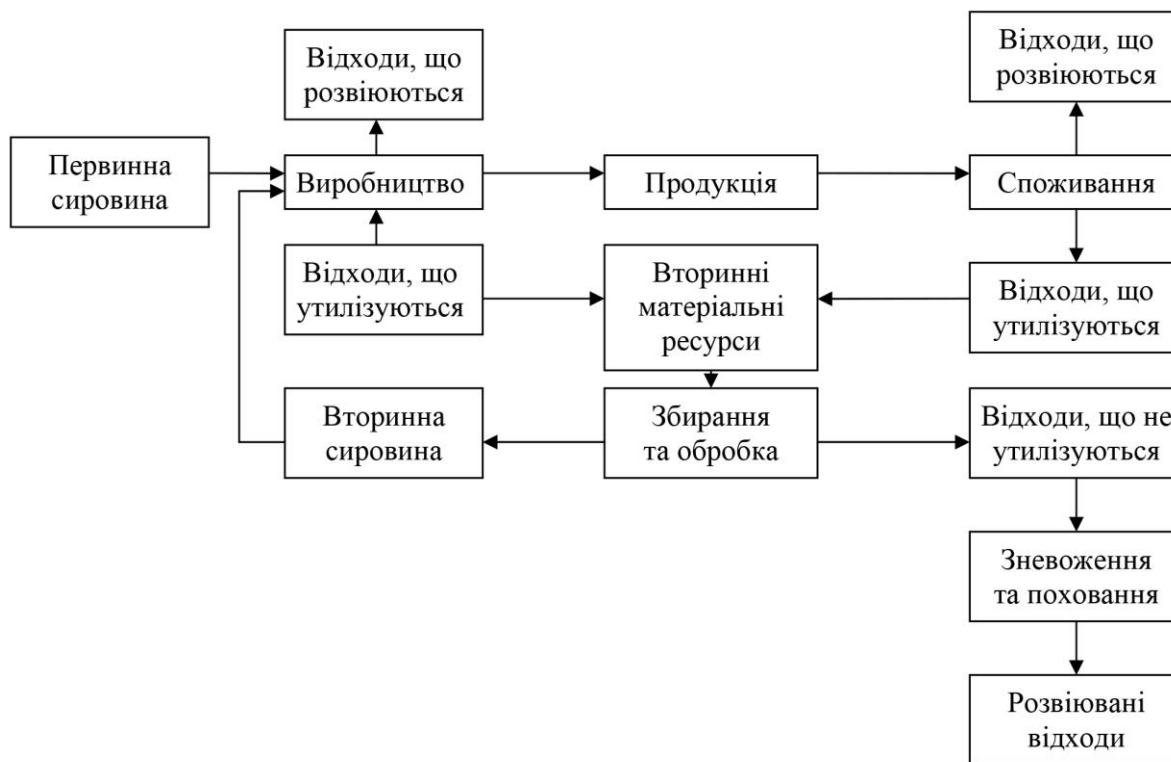 Відходи, що
розвіюються
Відходи, що
розвіюються
Первинна
сировина
Виробництво
Продукція
Споживання
Відходи, що
утилізуються
Вторинні
матеріальні
ресурси
Відходи, що
утилізуються
Вторинна
сировина
Збирання
та обробка
Відходи, що не
утилізуються
Зневоження
та поховання
Розвіювані
відходи